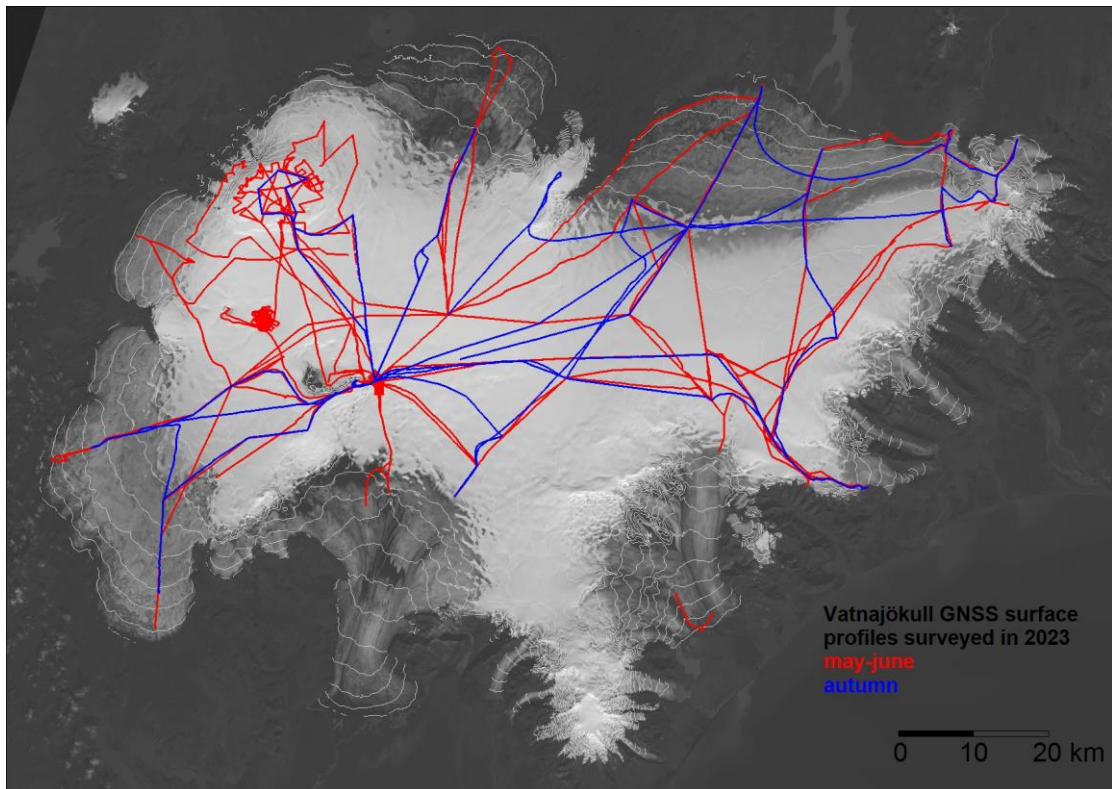 Vatnajökull GNSS surface
profiles surveyed in 2023
may-june
autumn
0 10 20 km